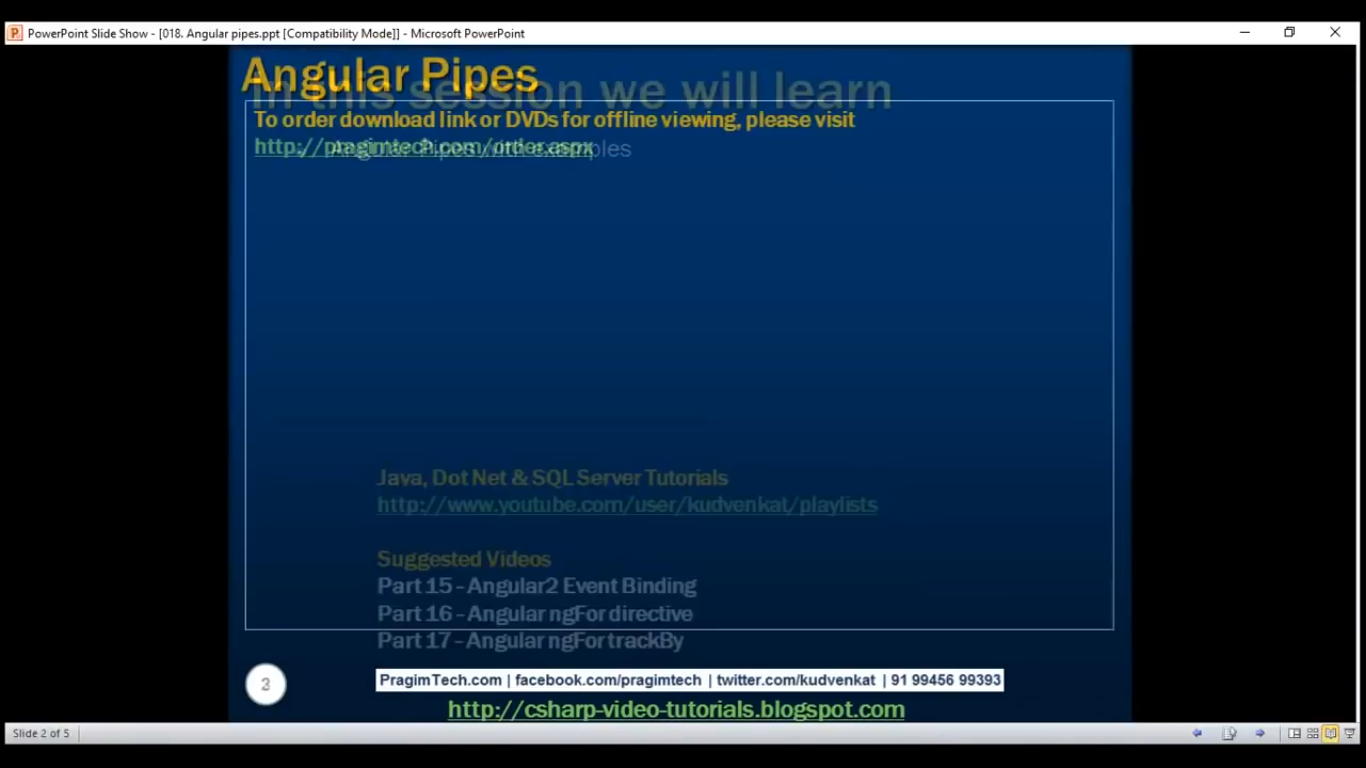 PowerPoint Slide Show - [018. Angular pipes.ppt [Compatibility Mode]] - Microsoft PowerPoint
Angular Pipes
In this session we will learn
To order download link or DVDs for offline viewing, please visit
http://pragimtech.com/order.aspx
Angular Pipes with examples
Java, Dot Net & SQL Server Tutorials
http://www.youtube.com/user/kudvenkat/playlists
Suggested Videos
Part 15 - Angular2 Event Binding
Part 16 - Angular ngFor directive
Part 17 - Angular ngFor trackBy
PragimTech.com | facebook.com/pragimtech | twitter.com/kudvenkat | 91 99456 99393
http://csharp-video-tutorials.blogspot.com
Slide 2 of 5